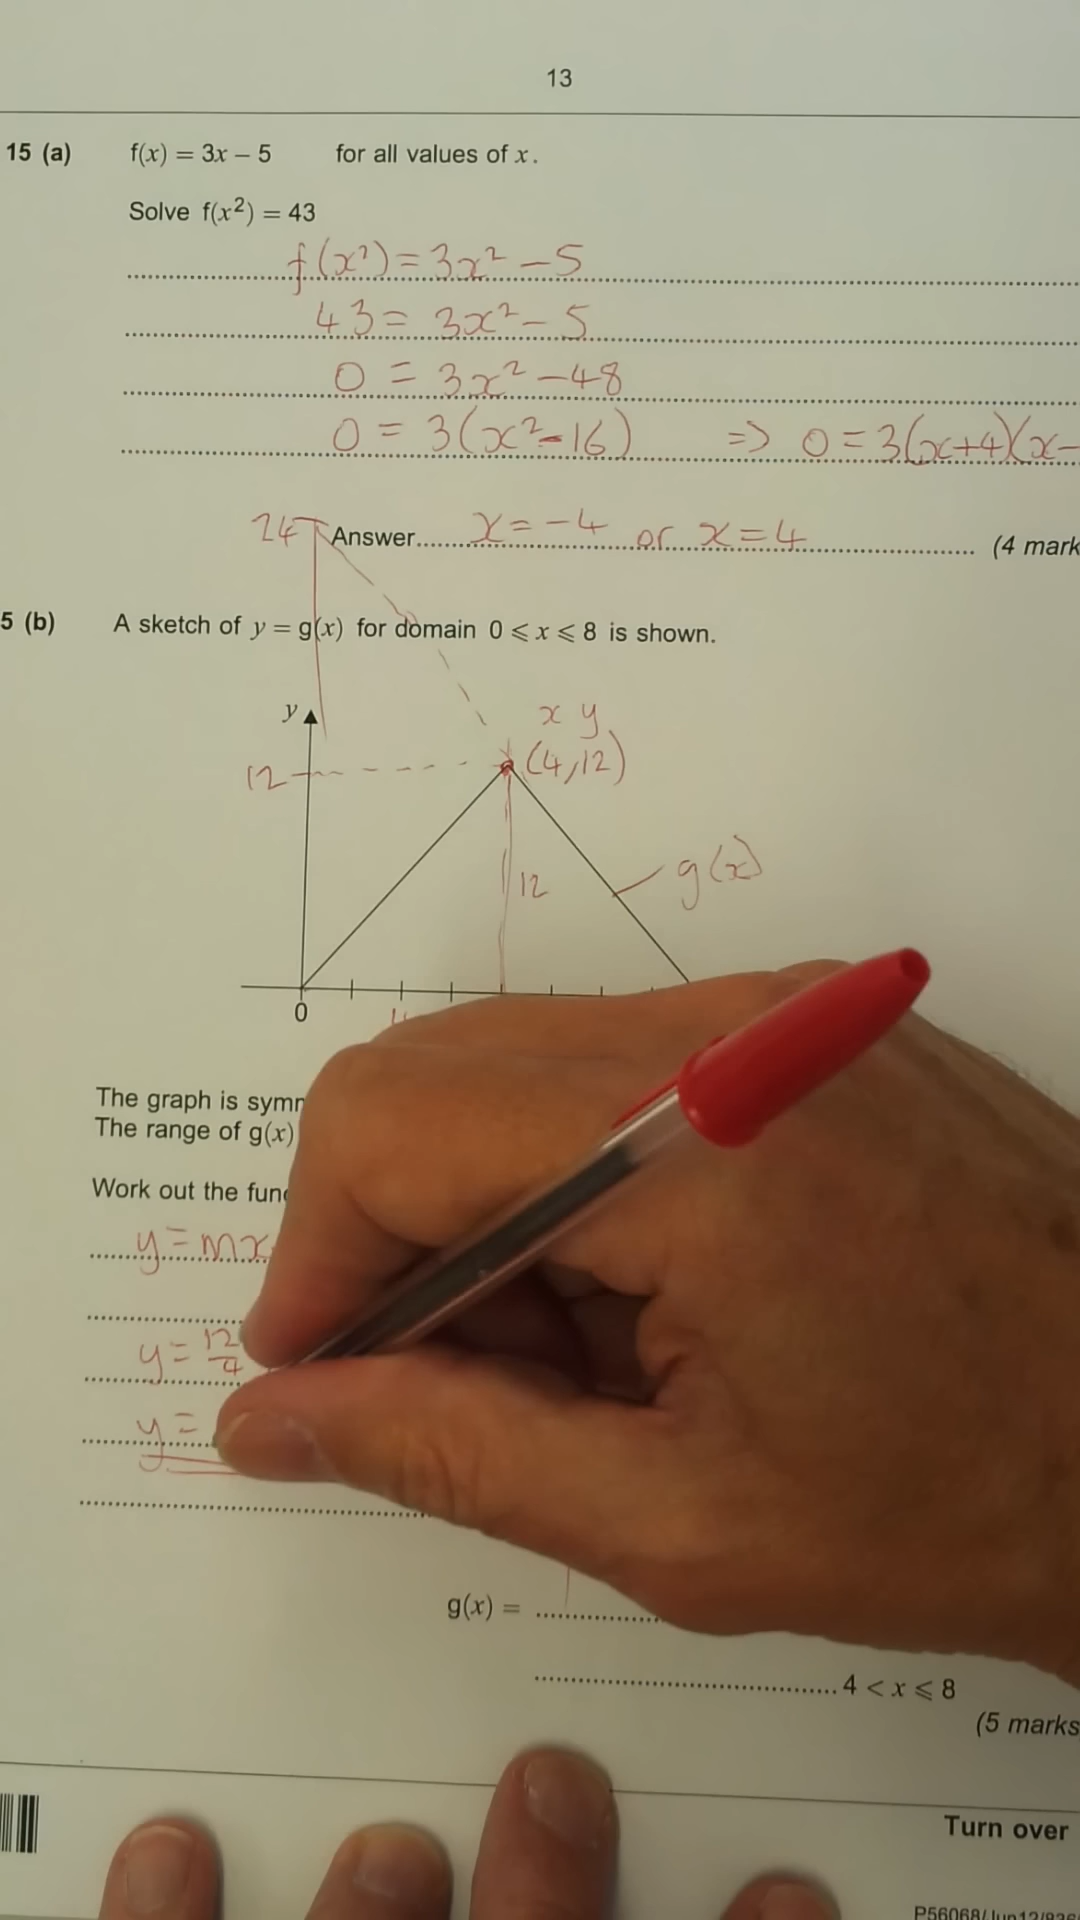 13
15 (a) f(x) = 3x – 5 for all values of x.
Solve f(x²) = 43
f(x²) = 3x² – 5
43 = 3x² – 5
0 = 3x² – 48
0 = 3(x² – 16) ⇒ 0 = 3(x+4)(x–
24 Answer x = –4 or x = 4 (4 mark
5 (b) A sketch of y = g(x) for domain 0 ⩽ x ⩽ 8 is shown.
y x y
12 (4,12)
12 g(x)
0
The graph is
The range of g(x)
Work out the
y = mx
y = 12/4
y =
g(x) =
4 < x ⩽ 8
(5 marks
Turn over